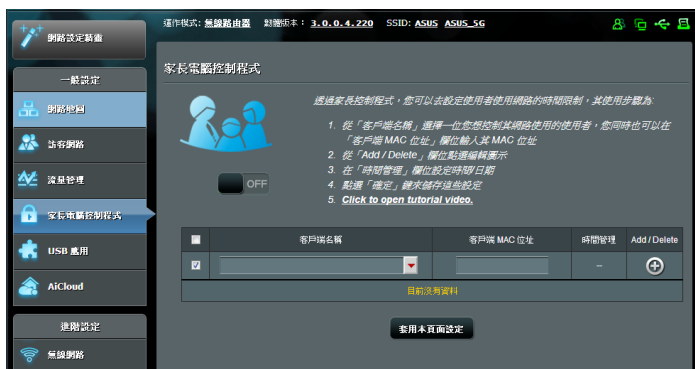 運作模式: 無線路由器 韌體版本： 3.0.0.4.220 SSID: ASUS ASUS_5G
網路設定精靈
一般設定
網路地圖
訪客網路
流量管理
家長電腦控制程式
USB 應用
AiCloud
進階設定
無線網路
家長電腦控制程式
OFF
透過家長控制程式，您可以去設定使用者使用網路的時間限制，其使用步驟為:
1. 從「客戶端名稱」選擇一位您想控制其網路使用的使用者，您同時也可以在
「客戶端 MAC 位址」欄位輸入其 MAC 位址
2. 從「Add / Delete」欄位點選編輯圖示
3. 在「時間管理」欄位設定時間/日期
4. 點選「確定」鍵來儲存這些設定
5. Click to open tutorial video.
客戶端名稱 客戶端 MAC 位址 時間管理 Add / Delete
--
目前沒有資料
套用本頁面設定